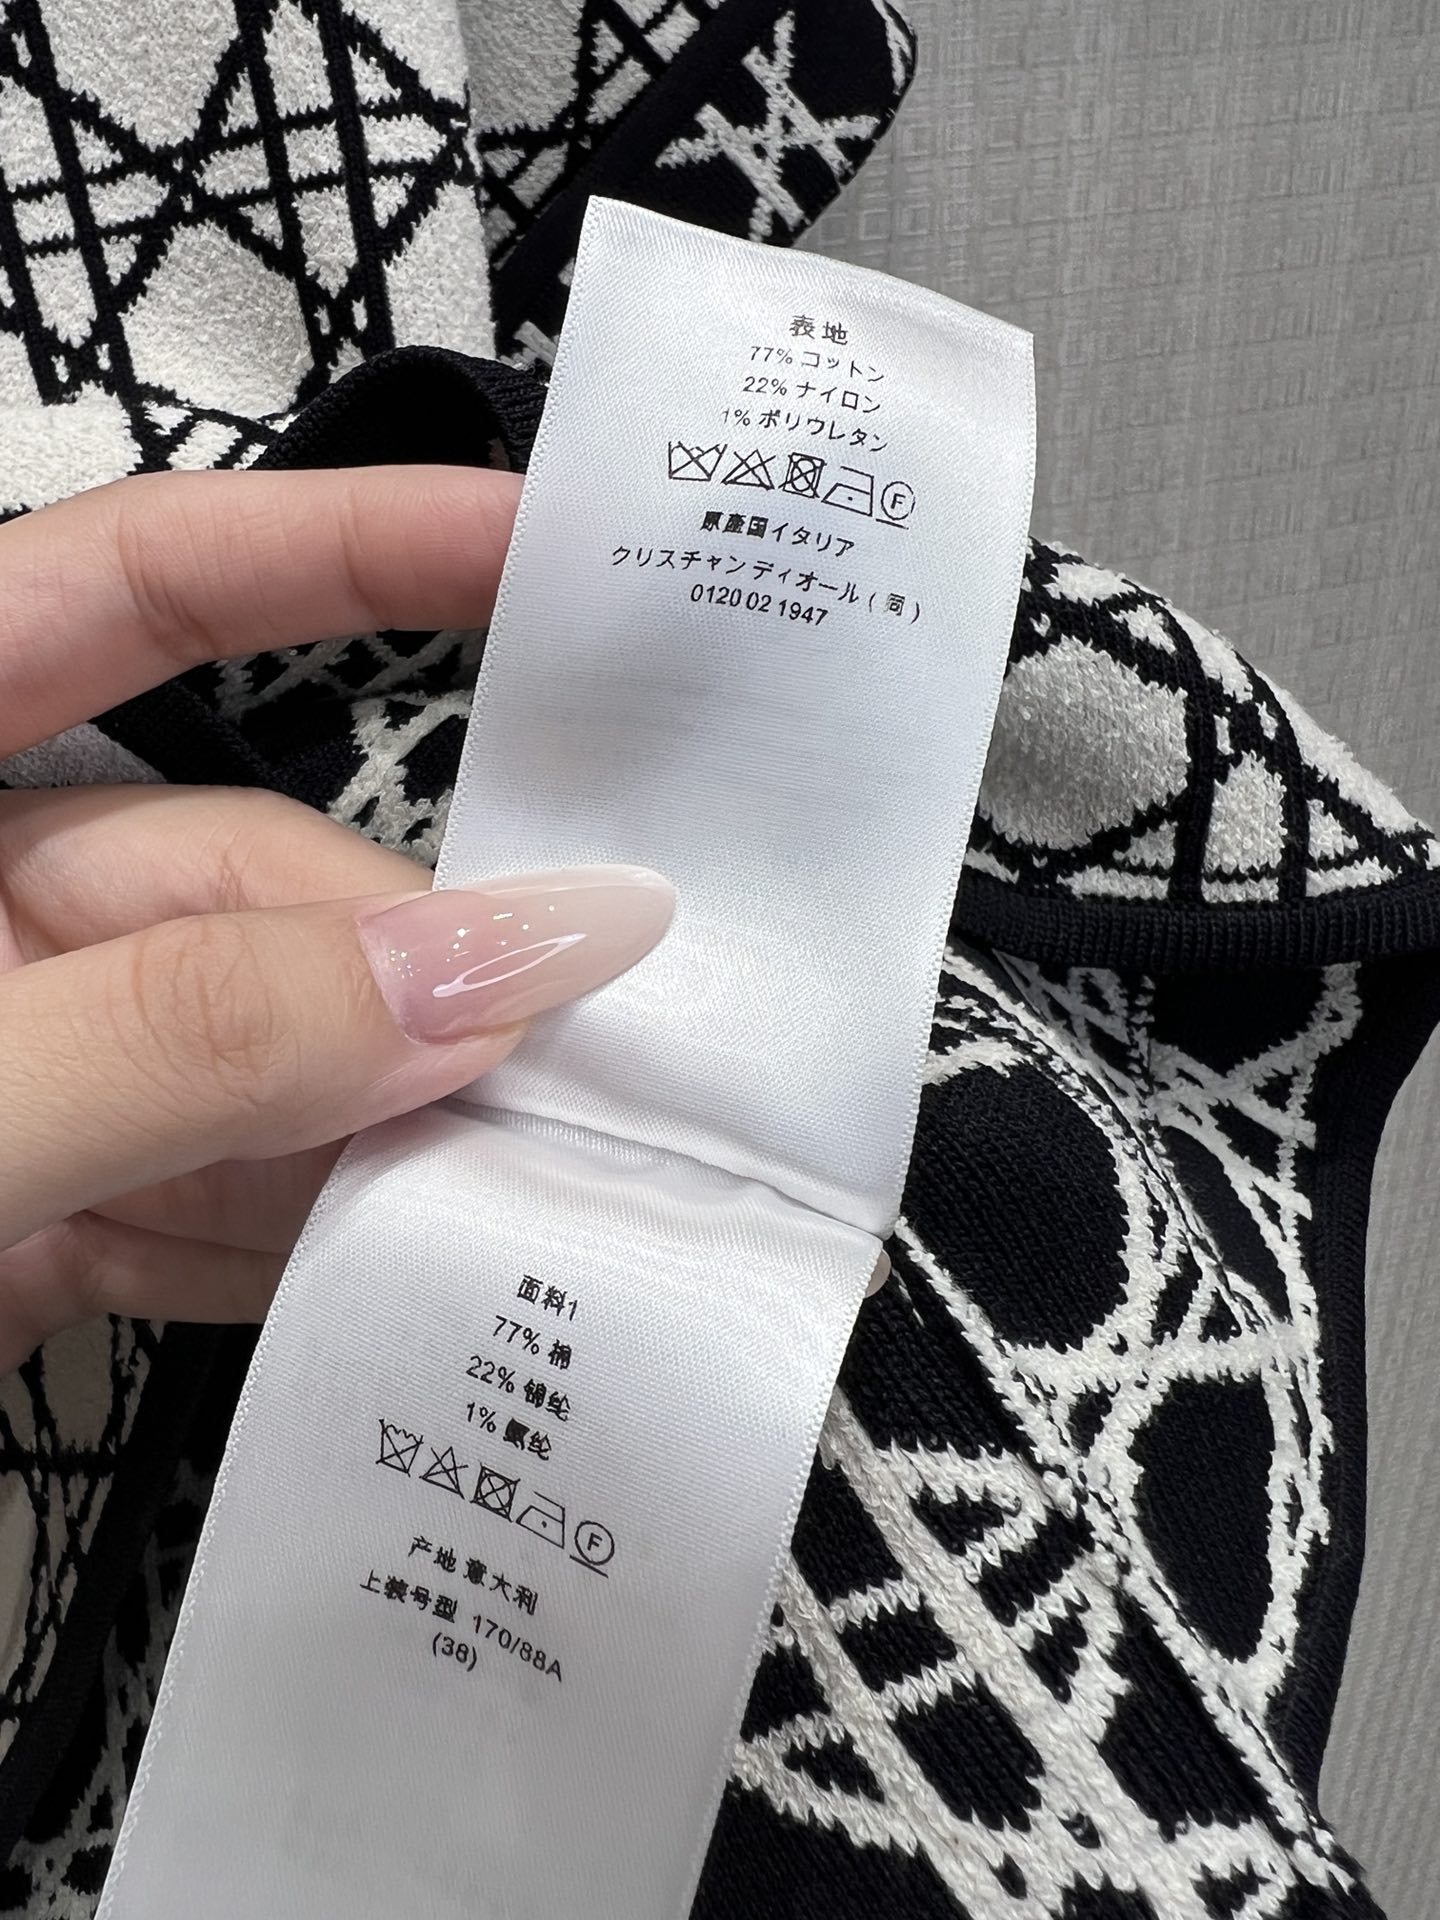 表地
77% コットン
22% ナイロン
1% ポリウレタン
F
原産国イタリア
クリスチャン ディオール ( 同 )
0120 02 1947
面料1
77% 棉
22% 锦纶
1% 氨纶
F
产地 意大利
上装号型 170/88A
(38)